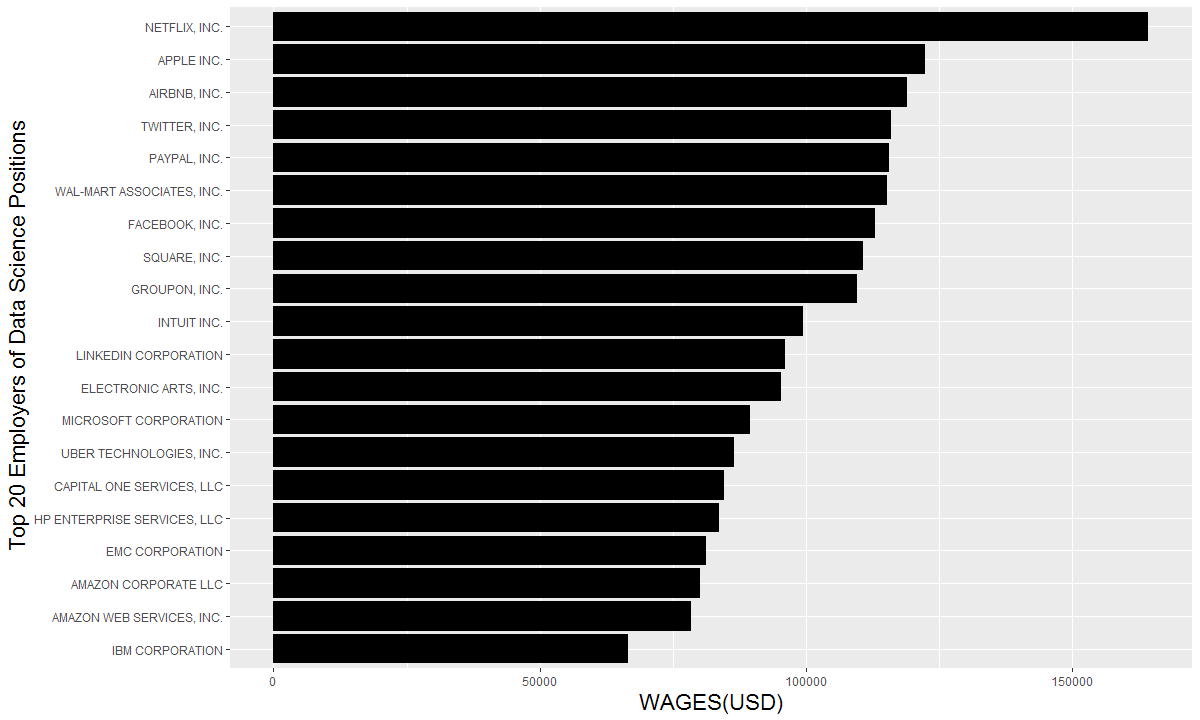 Top 20 Employers of Data Science Positions
NETFLIX, INC.
APPLE INC.
AIRBNB, INC.
TWITTER, INC.
PAYPAL, INC.
WAL-MART ASSOCIATES, INC.
FACEBOOK, INC.
SQUARE, INC.
GROUPON, INC.
INTUIT INC.
LINKEDIN CORPORATION
ELECTRONIC ARTS, INC.
MICROSOFT CORPORATION
UBER TECHNOLOGIES, INC.
CAPITAL ONE SERVICES, LLC
HP ENTERPRISE SERVICES, LLC
EMC CORPORATION
AMAZON CORPORATE LLC
AMAZON WEB SERVICES, INC.
IBM CORPORATION
0 50000 100000 150000
WAGES(USD)